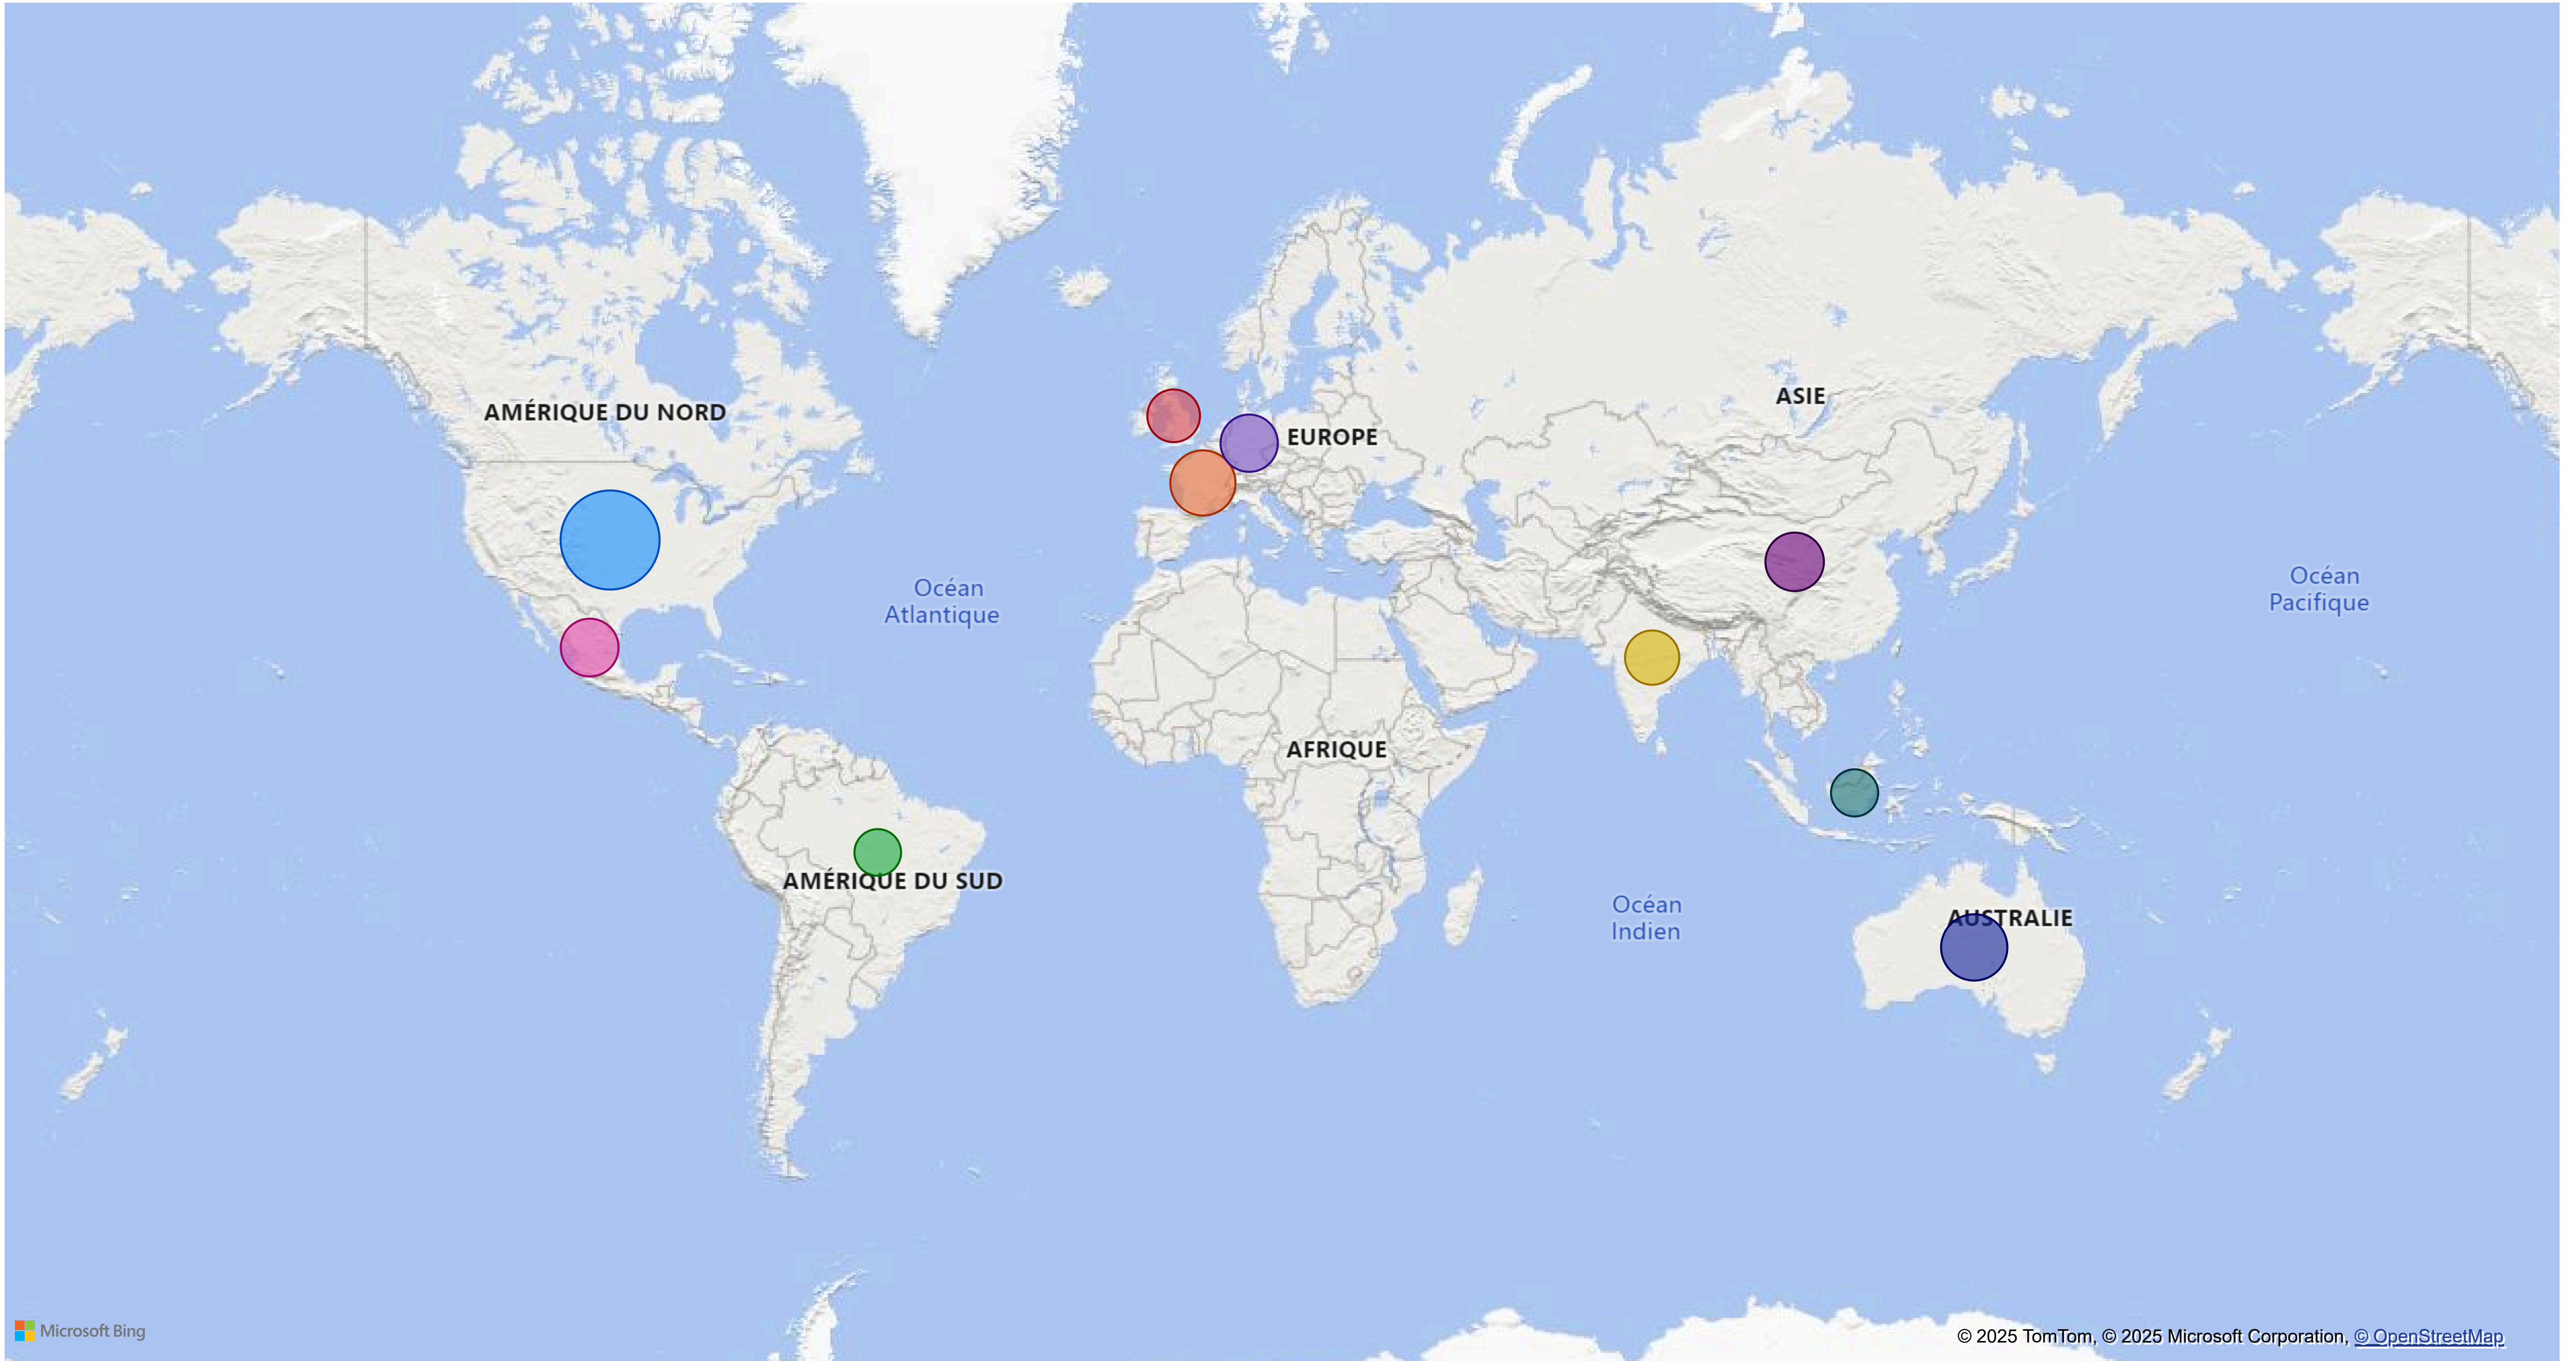 AMÉRIQUE DU NORD
ASIE
EUROPE
Océan
Atlantique
Océan
Pacifique
AFRIQUE
AMÉRIQUE DU SUD
Océan
Indien
AUSTRALIE
Microsoft Bing
© 2025 TomTom, © 2025 Microsoft Corporation, © OpenStreetMap